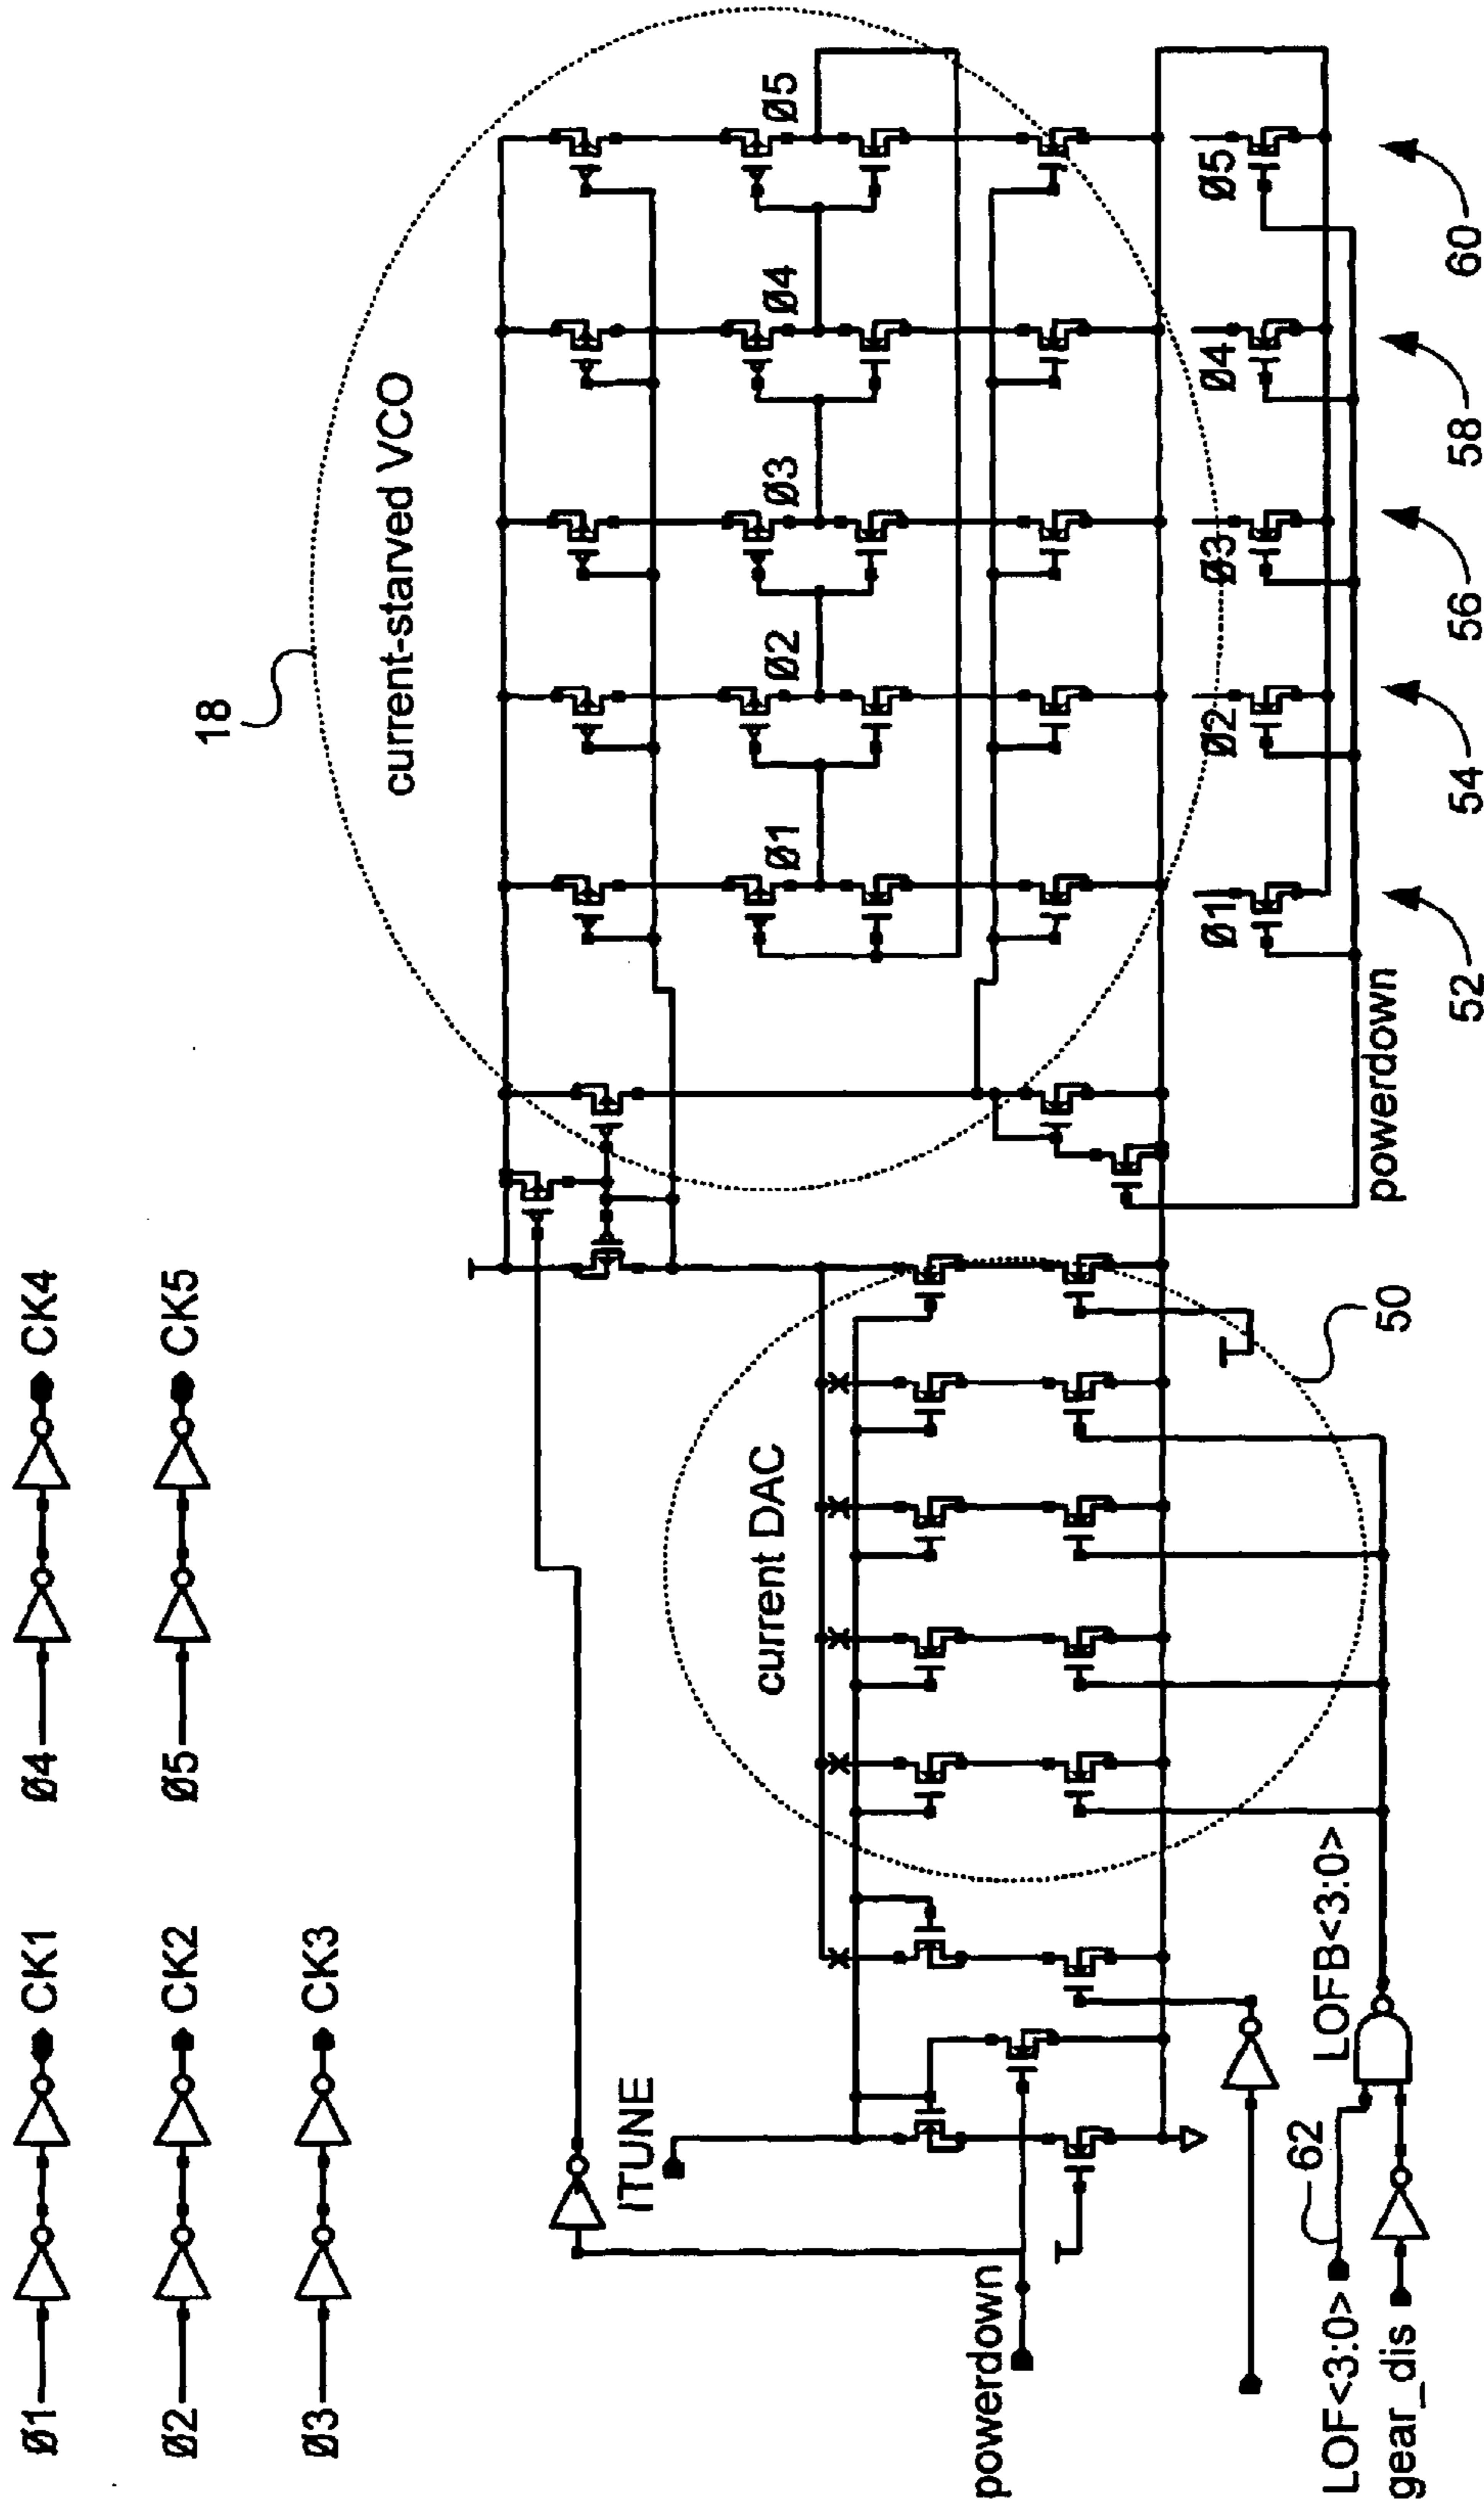 Ø1 CK1
Ø4 CK4
Ø2 CK2
Ø5 CK5
Ø3 CK3
18
current-starved VCO
ITUNE
current DAC
Ø1
Ø2
Ø3
Ø4
Ø5
powerdown
Ø1
Ø2
Ø3
Ø4
Ø5
62
LOFB<3:0>
50
powerdown
LOF<3:0>
gear_dis
52
54
56
58
60